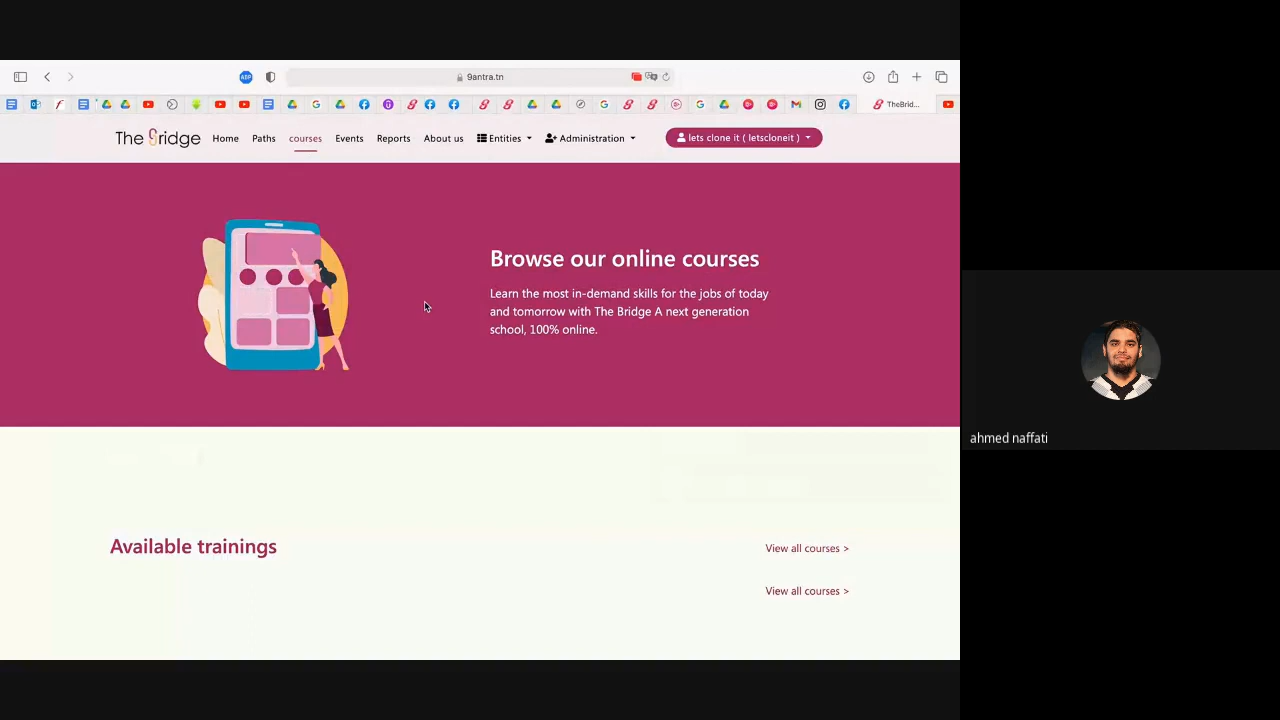 ABP
9antra.tn
TheBrid...
The Bridge
Home
Paths
courses
Events
Reports
About us
Entities
Administration
lets clone it ( letscloneit )
Browse our online courses
Learn the most in-demand skills for the jobs of today
and tomorrow with The Bridge A next generation
school, 100% online.
Available trainings
View all courses >
View all courses >
ahmed naffati